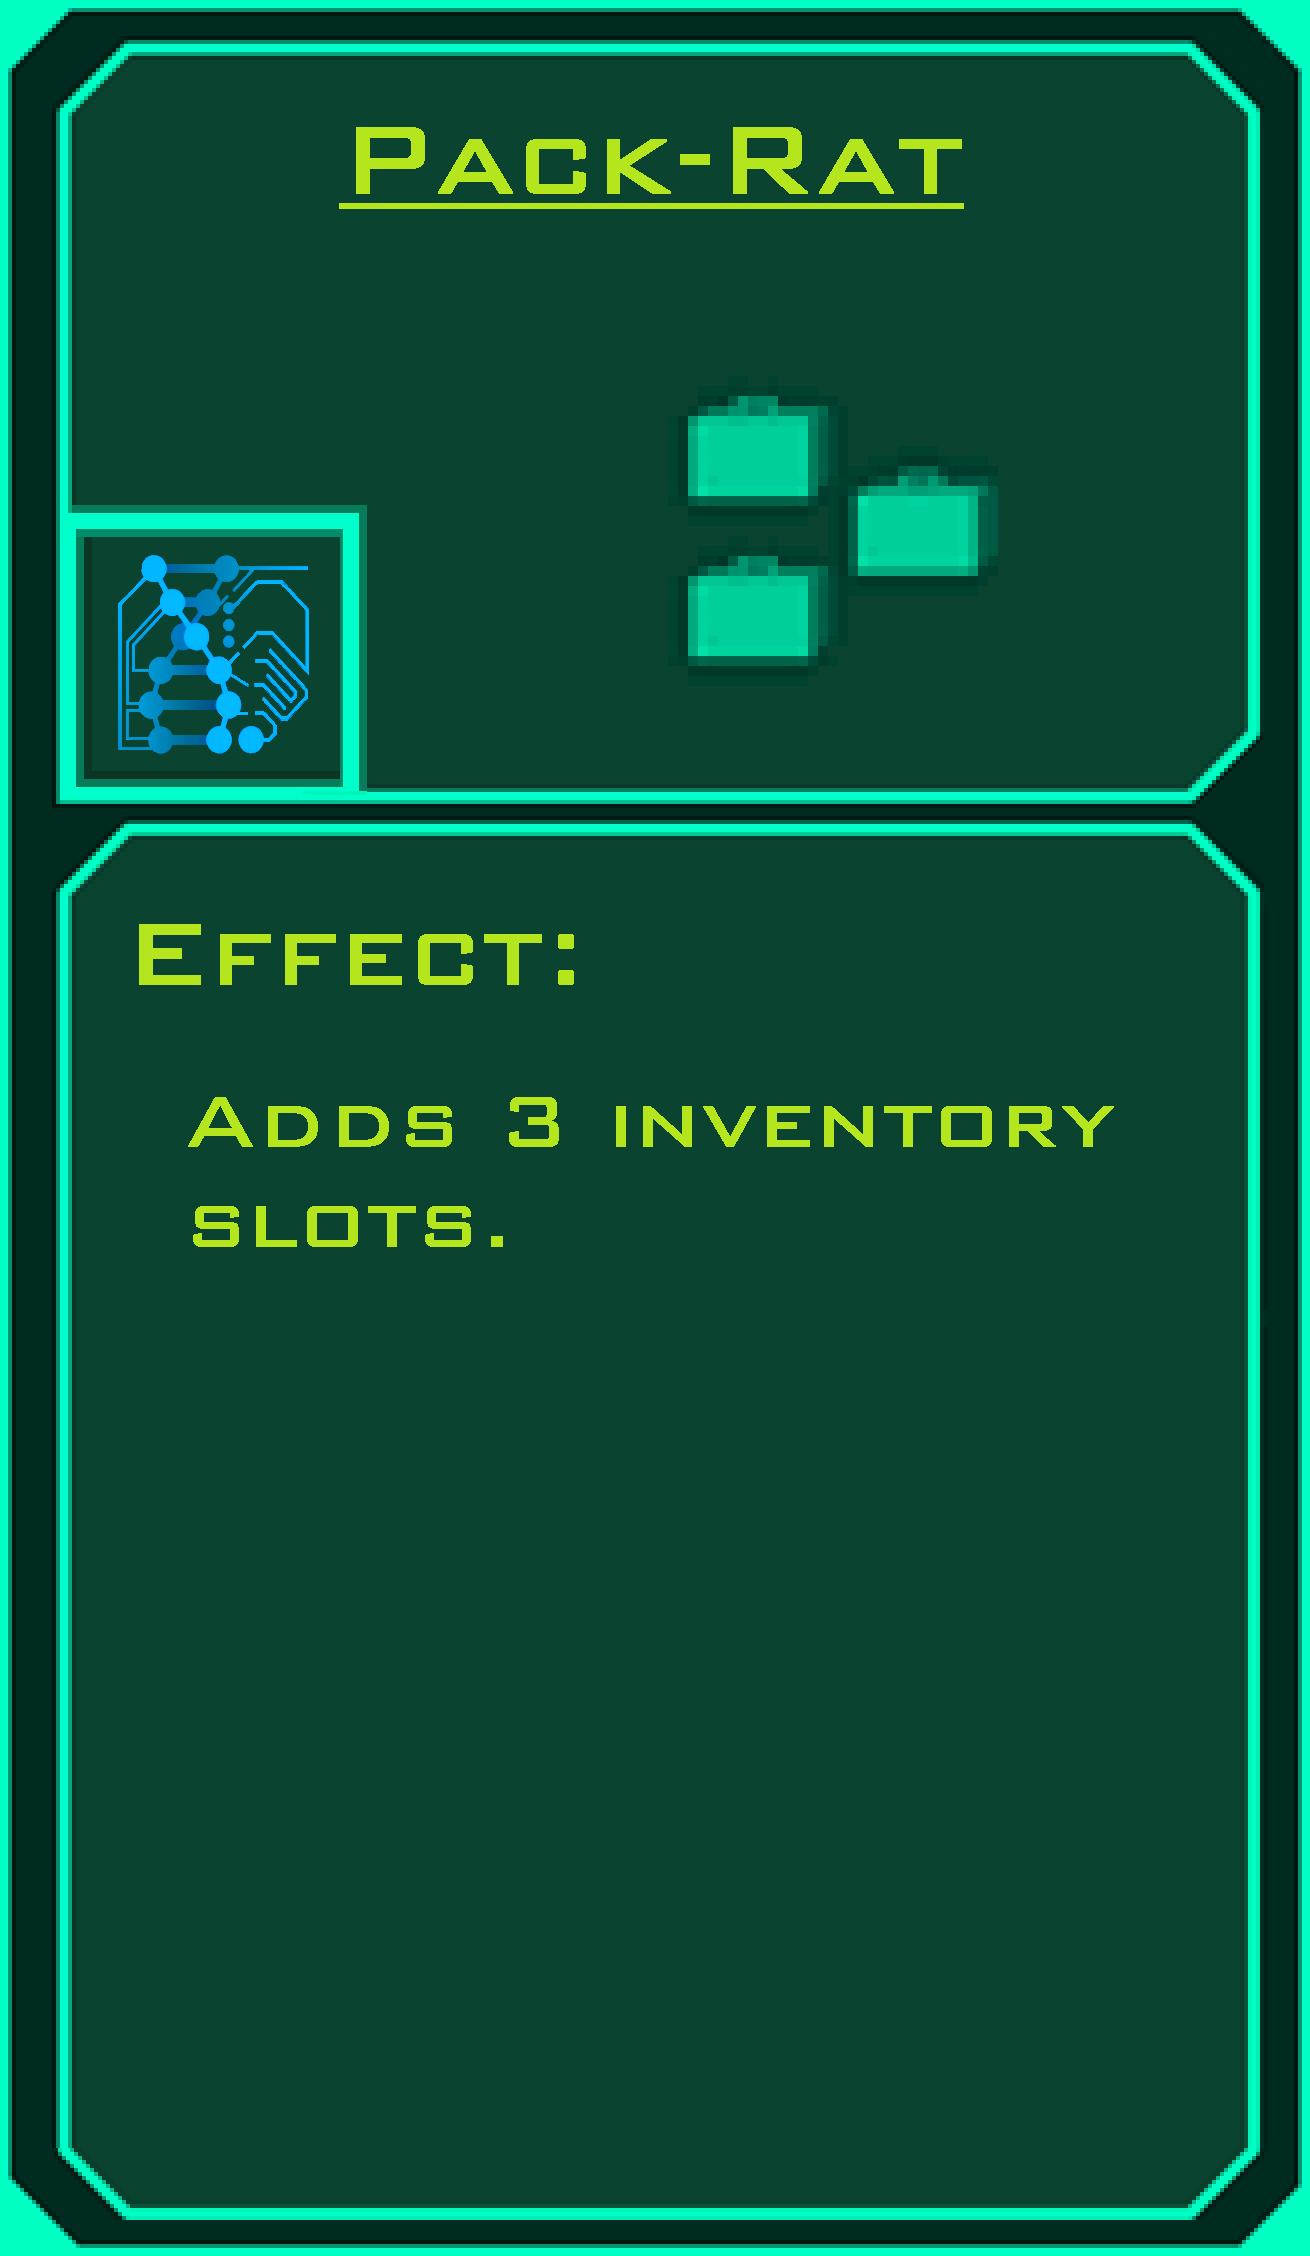 Pack-Rat
Effect:
Adds 3 inventory
slots.